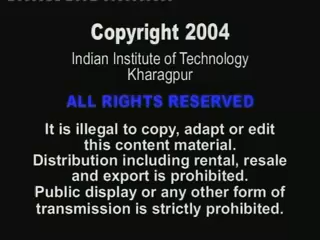 Copyright 2004
Indian Institute of Technology
Kharagpur
ALL RIGHTS RESERVED
It is illegal to copy, adapt or edit
this content material.
Distribution including rental, resale
and export is prohibited.
Public display or any other form of
transmission is strictly prohibited.